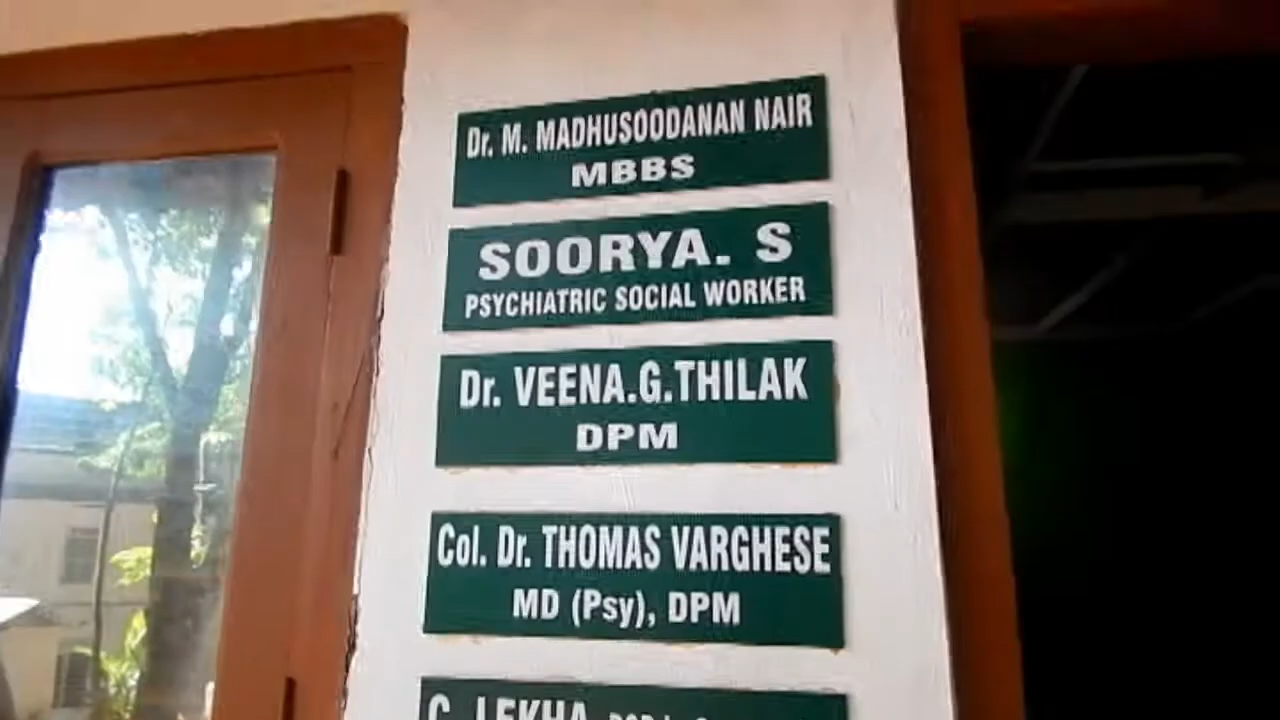 Dr. M. MADHUSOODANAN NAIR
MBBS
SOORYA. S
PSYCHIATRIC SOCIAL WORKER
Dr. VEENA.G.THILAK
DPM
Col. Dr. THOMAS VARGHESE
MD (Psy), DPM
C. LEKHA